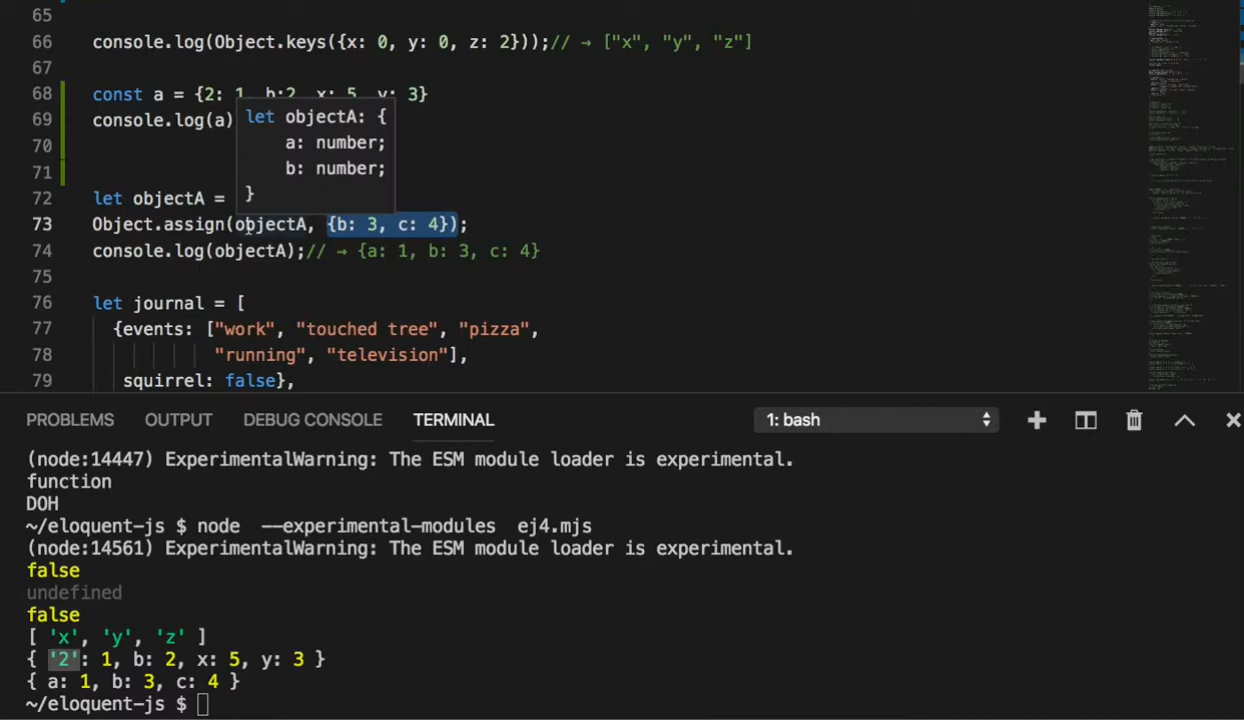 65
66 console.log(Object.keys({x: 0, y: 0, z: 2}));// → ["x", "y", "z"]
67
68 const a = {2: 1, b:2, x: 5, y: 3}
69 console.log(a)
70
71
let objectA: {
a: number;
b: number;
}
72 let objectA =
73 Object.assign(objectA, {b: 3, c: 4});
74 console.log(objectA);// → {a: 1, b: 3, c: 4}
75
76 let journal = [
77 {events: ["work", "touched tree", "pizza",
78 "running", "television"],
79 squirrel: false},
PROBLEMS OUTPUT DEBUG CONSOLE TERMINAL 1: bash
(node:14447) ExperimentalWarning: The ESM module loader is experimental.
function
DOH
~/eloquent-js $ node --experimental-modules ej4.mjs
(node:14561) ExperimentalWarning: The ESM module loader is experimental.
false
undefined
false
[ 'x', 'y', 'z' ]
{ '2': 1, b: 2, x: 5, y: 3 }
{ a: 1, b: 3, c: 4 }
~/eloquent-js $